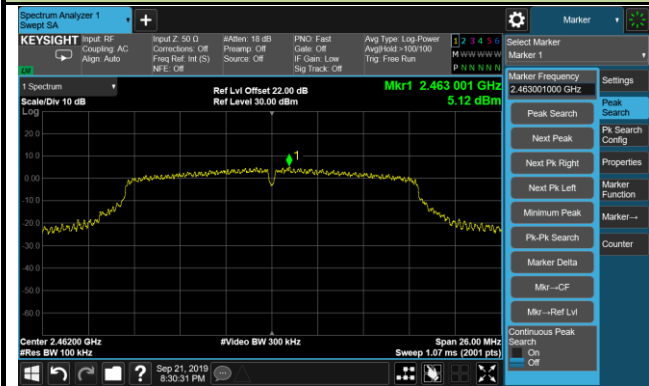 Spectrum Analyzer 1
Swept SA
Marker
KEYSIGHT
Input: RF
Coupling: AC
Align: Auto
Input Z: 50 Ω
Corrections: Off
Freq Ref: Int (S)
NFE: Off
#Atten: 18 dB
Preamp: Off
Source: Off
PNO: Fast
Gate: Off
IF Gain: Low
Sig Track: Off
Avg Type: Log-Power
Avg|Hold:>100/100
Trig: Free Run
1 2 3 4 5 6
M W W W W W
P N N N N N
LXI
Select Marker
Marker 1
1 Spectrum
Scale/Div 10 dB
Ref Lvl Offset 22.00 dB
Ref Level 30.00 dBm
Mkr1 2.463 001 GHz
5.12 dBm
Log
20.0
10.0
0.00
-10.0
-20.0
-30.0
-40.0
-50.0
-60.0
1
Center 2.46200 GHz
#Res BW 100 kHz
#Video BW 300 kHz
Span 26.00 MHz
Sweep 1.07 ms (2001 pts)
Marker Frequency
2.463001000 GHz
Peak Search
Next Peak
Next Pk Right
Next Pk Left
Minimum Peak
Pk-Pk Search
Marker Delta
Mkr→CF
Mkr→Ref Lvl
Continuous Peak
Search
On
Off
Settings
Peak
Search
Pk Search
Config
Properties
Marker
Function
Marker→
Counter
Sep 21, 2019
8:30:31 PM